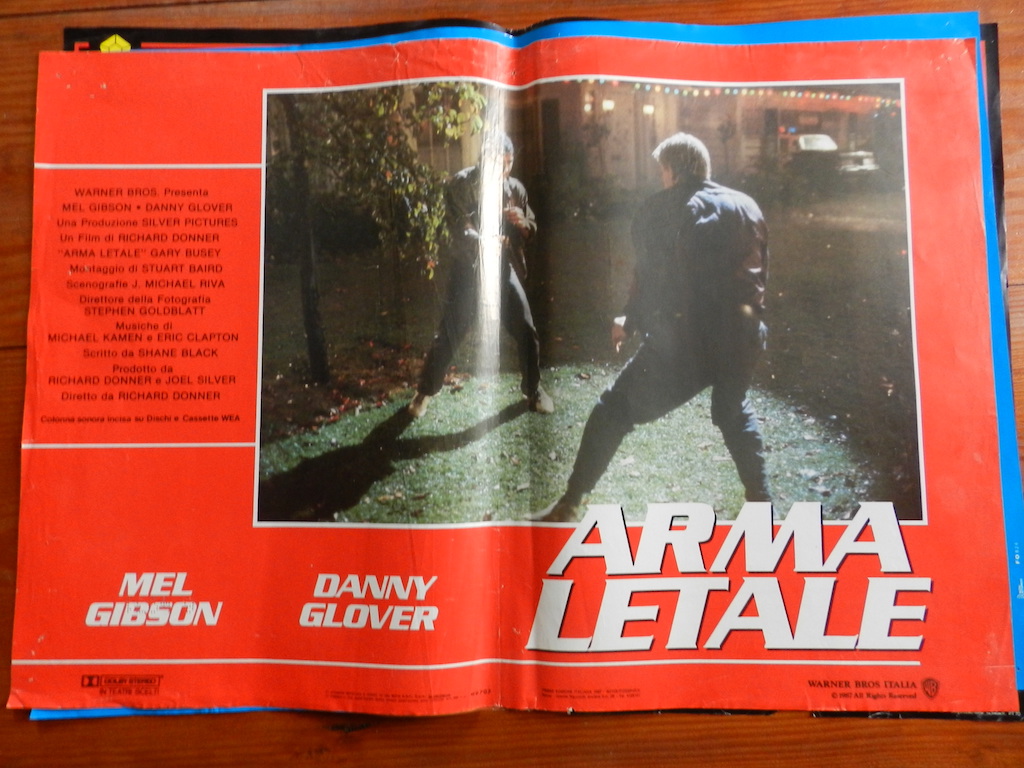 WARNER BROS. Presenta
MEL GIBSON • DANNY GLOVER
Una Produzione SILVER PICTURES
Un Film di RICHARD DONNER
"ARMA LETALE" GARY BUSEY
Montaggio di STUART BAIRD
Scenografie J. MICHAEL RIVA
Direttore della Fotografia
STEPHEN GOLDBLATT
Musiche di
MICHAEL KAMEN e ERIC CLAPTON
Scritto da SHANE BLACK
Prodotto da
RICHARD DONNER e JOEL SILVER
Diretto da RICHARD DONNER
Colonna sonora incisa su Dischi e Cassette WEA
ARMA
LETALE
MEL
GIBSON
DANNY
GLOVER
DOLBY STEREO
IN TEATRI SCELTI
WARNER BROS ITALIA
© 1987 All Rights Reserved